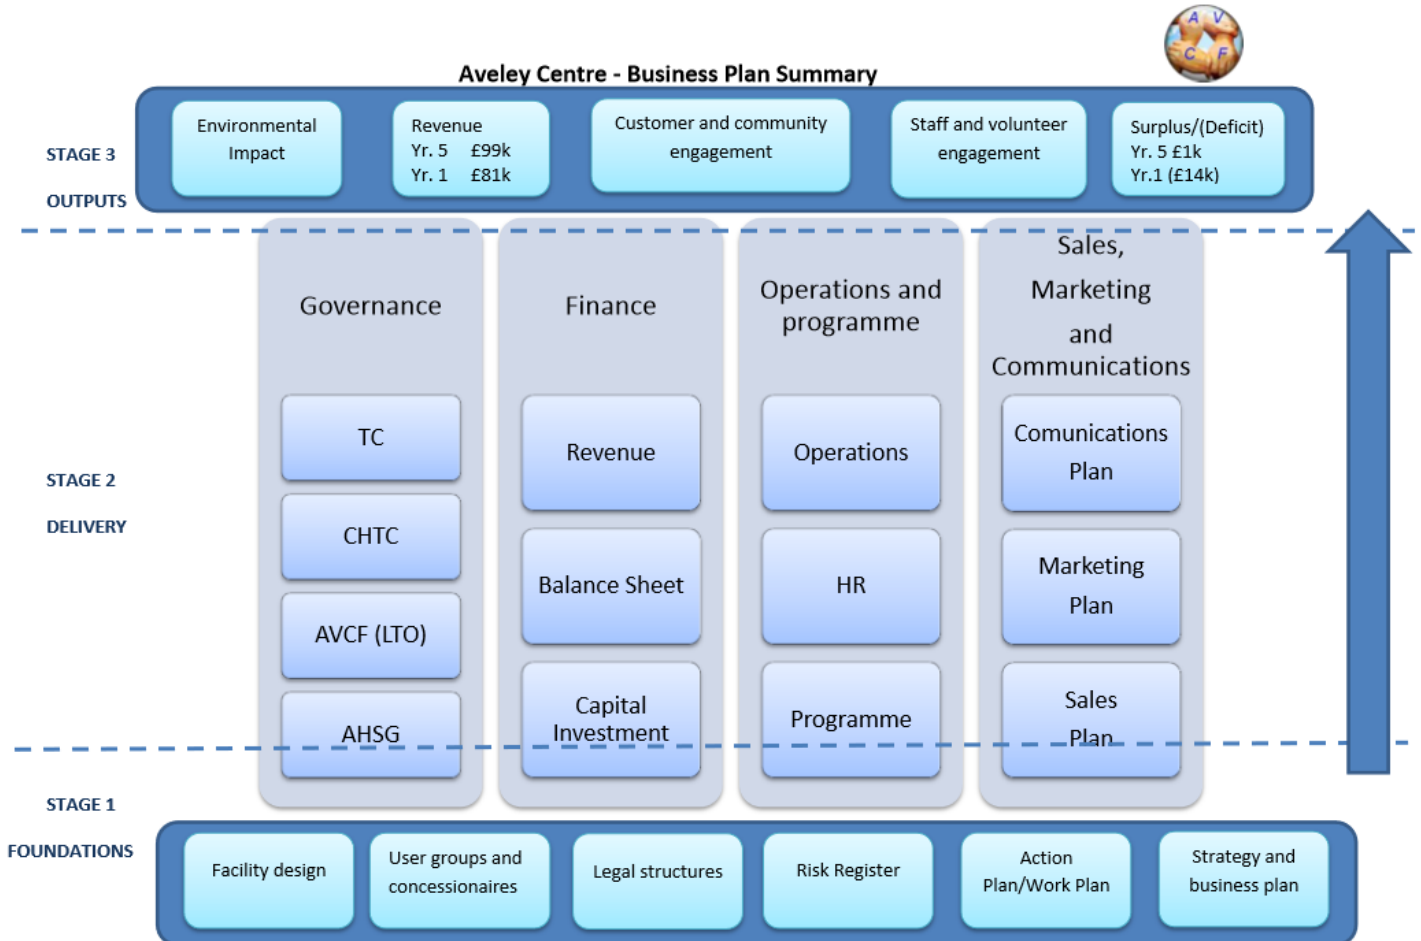 A V
C F
Aveley Centre - Business Plan Summary
STAGE 3
OUTPUTS
Environmental
Impact
Revenue
Yr. 5 £99k
Yr. 1 £81k
Customer and community
engagement
Staff and volunteer
engagement
Surplus/(Deficit)
Yr. 5 £1k
Yr.1 (£14k)
STAGE 2
DELIVERY
Governance
TC
CHTC
AVCF (LTO)
AHSG
Finance
Revenue
Balance Sheet
Capital
Investment
Operations and
programme
Operations
HR
Programme
Sales,
Marketing
and
Communications
Comunications
Plan
Marketing
Plan
Sales
Plan
STAGE 1
FOUNDATIONS
Facility design
User groups and
concessionaires
Legal structures
Risk Register
Action
Plan/Work Plan
Strategy and
business plan